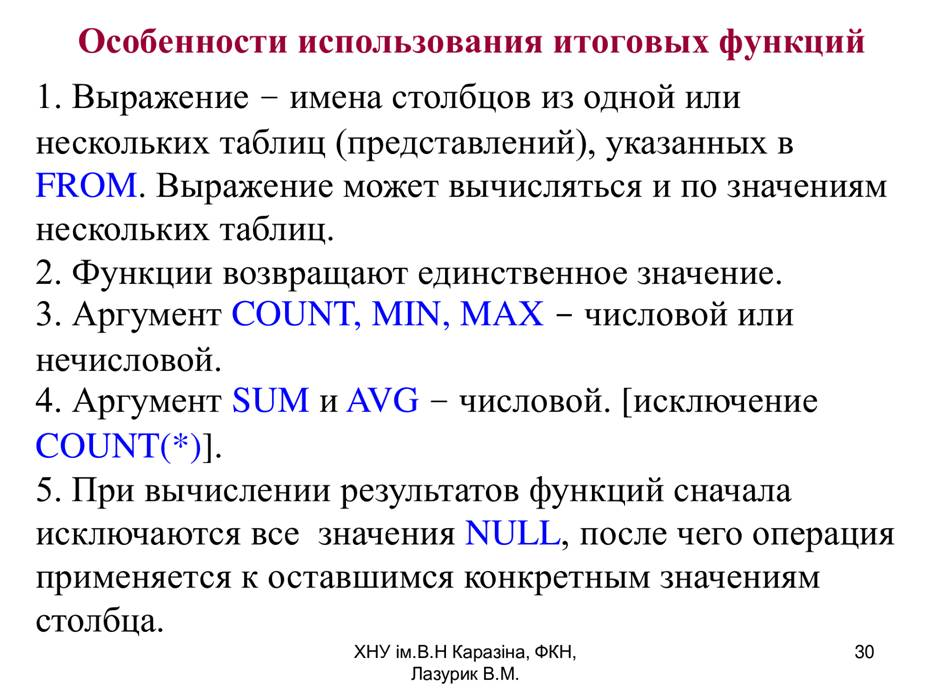 Особенности использования итоговых функций
1. Выражение – имена столбцов из одной или
нескольких таблиц (представлений), указанных в
FROM. Выражение может вычисляться и по значениям
нескольких таблиц.
2. Функции возвращают единственное значение.
3. Аргумент COUNT, MIN, MAX – числовой или
нечисловой.
4. Аргумент SUM и AVG – числовой. [исключение
COUNT(*)].
5. При вычислении результатов функций сначала
исключаются все  значения NULL, после чего операция
применяется к оставшимся конкретным значениям
столбца.
ХНУ ім.В.Н Каразіна, ФКН,
Лазурик В.М.
30